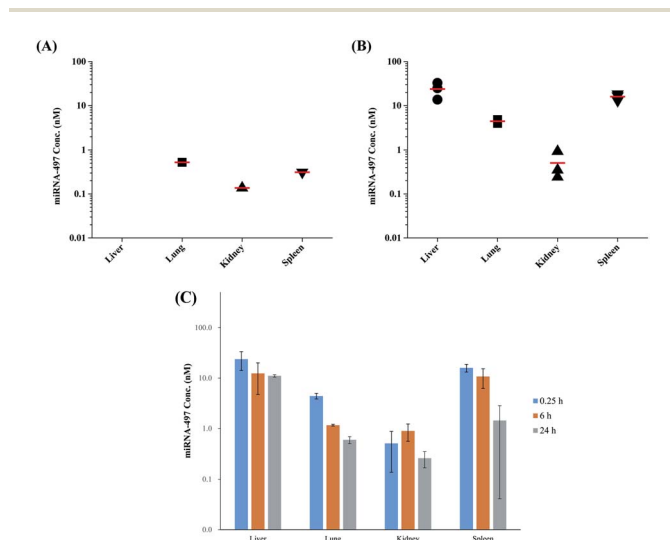 (A)
miRNA-497 Conc. (nM)
100
10
1
0.1
0.01
Liver
Lung
Kidney
Spleen
(B)
miRNA-497 Conc. (nM)
100
10
1
0.1
0.01
Liver
Lung
Kidney
Spleen
(C)
miRNA-497 Conc. (nM)
100.0
10.0
1.0
0.1
0.0
Liver
Lung
Kidney
Spleen
0.25 h
6 h
24 h